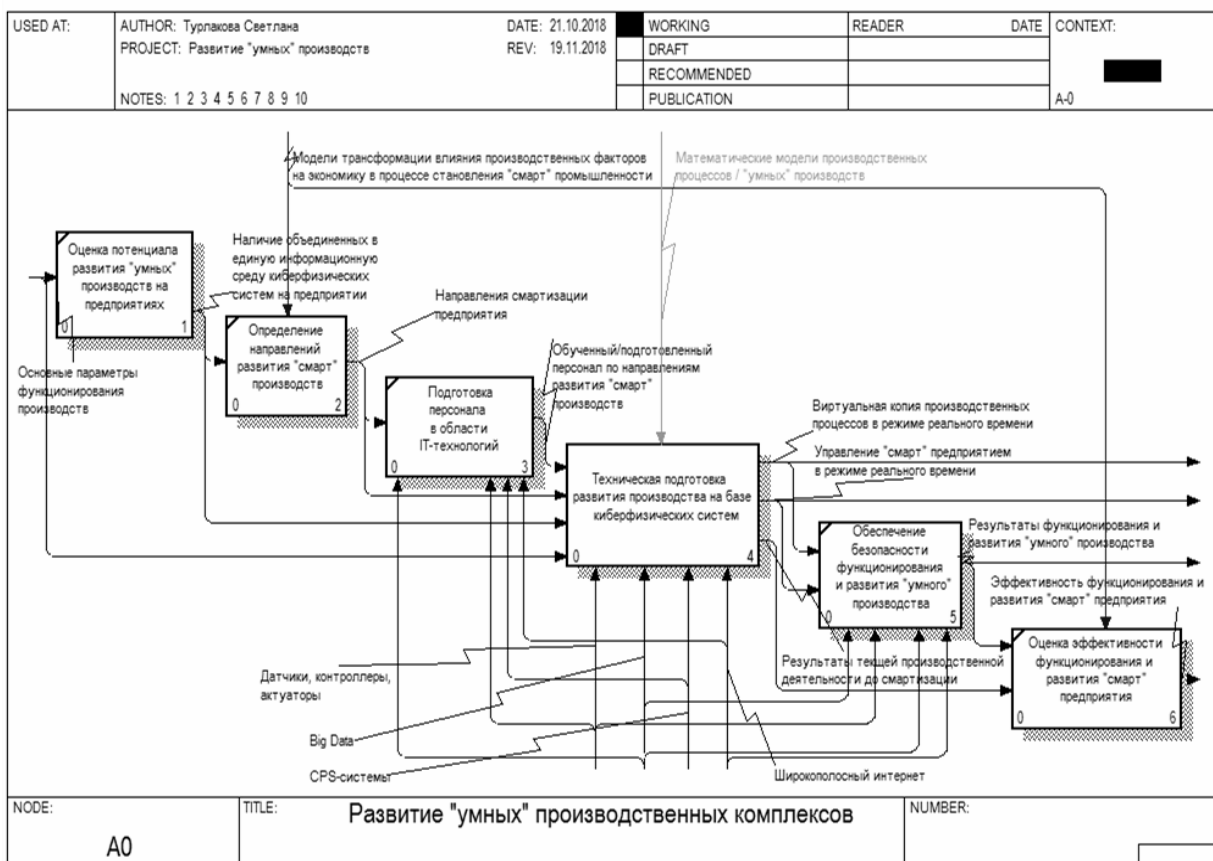 USED AT:
AUTHOR: Турлакова Светлана
DATE: 21.10.2018
PROJECT: Развитие "умных" производств
REV: 19.11.2018
NOTES: 1 2 3 4 5 6 7 8 9 10
WORKING
DRAFT
RECOMMENDED
PUBLICATION
READER
DATE
CONTEXT:
A-0
Модели трансформации влияния производственных факторов
на экономику в процессе становления "смарт" промышленности
Математические модели производственных
процессов / "умных" производств
Оценка потенциала
развития "умных"
производств на
предприятиях
0
1
Наличие объединенных в
единую информационную
среду киберфизических
систем на предприятии
Основные параметры
функционирования
производств
Определение
направлений
развития "смарт"
производств
0
2
Направления смартизации
предприятия
Подготовка
персонала
в области
IT-технологий
0
3
Обученный/подготовленный
персонал по направлениям
развития "смарт"
производств
Техническая подготовка
развития производства на базе
киберфизических систем
0
4
Виртуальная копия производственных
процессов в режиме реального времени
Управление "смарт" предприятием
в режиме реального времени
Обеспечение
безопасности
функционирования
и развития "умного"
производства
0
5
Результаты функционирования и
развития "умного" производства
Эффективность функционирования и
развития "смарт" предприятия
Результаты текщей производственной
деятельности до смартизации
Оценка эффективности
функционирования и
развития "смарт"
предприятия
0
6
Датчики, контроллеры,
актуаторы
Big Data
CPS-системы
Широкополосный интернет
NODE:
A0
TITLE:
Развитие "умных" производственных комплексов
NUMBER: